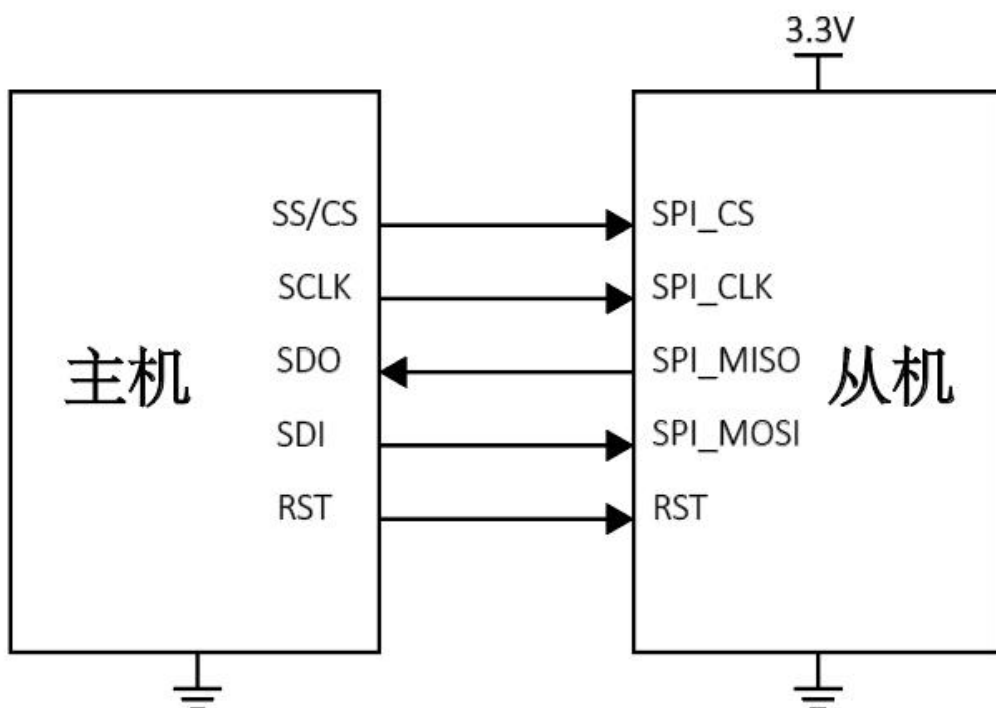 3.3V
SS/CS
SPI_CS
SCLK
SPI_CLK
主机
SDO
SPI_MISO
从机
SDI
SPI_MOSI
RST
RST